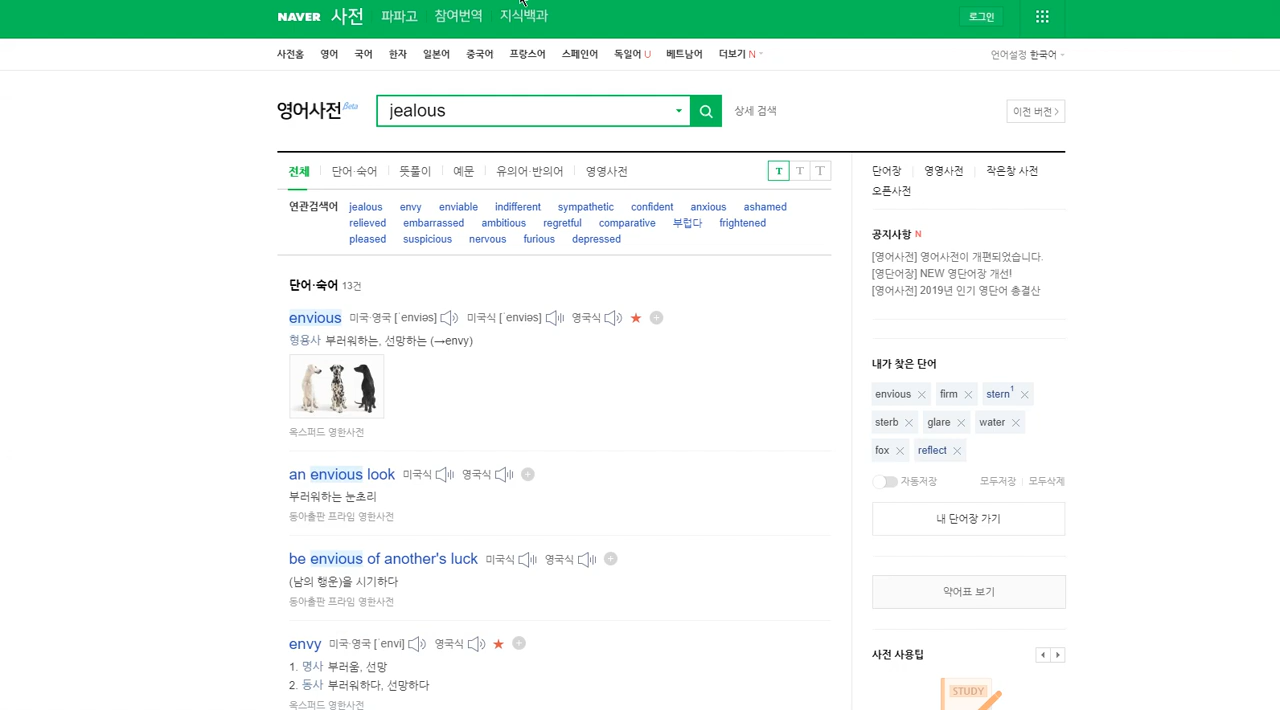 NAVER 사전 파파고 참여번역 지식백과 로그인
사전홈 영어 국어 한자 일본어 중국어 프랑스어 스페인어 독일어 U 베트남어 더보기 N 언어설정 한국어
영어사전 Beta jealous 상세 검색 이전 버전 >
전체 단어·숙어 뜻풀이 예문 유의어·반의어 영영사전 T T T
연관검색어 jealous envy enviable indifferent sympathetic confident anxious ashamed
relieved embarrassed ambitious regretful comparative 부럽다 frightened
pleased suspicious nervous furious depressed
단어·숙어 13건
envious 미국·영국 [ˈenviəs] 미국식 [ˈenviəs] 영국식
형용사 부러워하는, 선망하는 (→envy)
옥스퍼드 영한사전
an envious look 미국식 영국식
부러워하는 눈초리
동아출판 프라임 영한사전
be envious of another's luck 미국식 영국식
(남의 행운)을 시기하다
동아출판 프라임 영한사전
envy 미국·영국 [ˈenvi] 영국식
1. 명사 부러움, 선망
2. 동사 부러워하다, 선망하다
옥스퍼드 영한사전
단어장 영영사전 작은창 사전
오픈사전
공지사항 N
[영어사전] 영어사전이 개편되었습니다.
[영단어장] NEW 영단어장 개선!
[영어사전] 2019년 인기 영단어 총결산
내가 찾은 단어
envious firm stern1
sterb glare water
fox reflect
자동저장 모두저장 모두삭제
내 단어장 가기
약어표 보기
사전 사용팁
STUDY